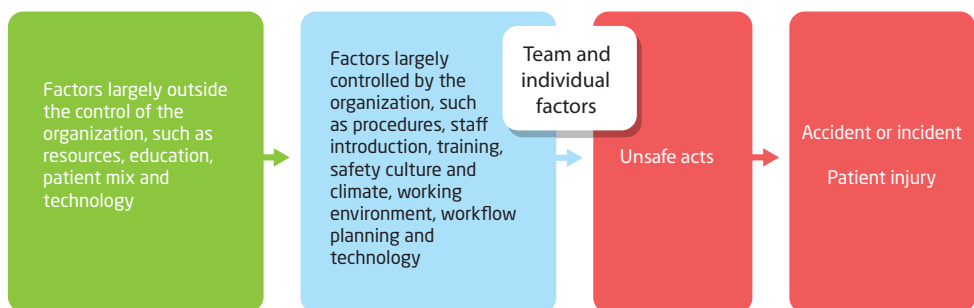 Factors largely outside
the control of the
organization, such as
resources, education,
patient mix and
technology
Factors largely
controlled by the
organization, such
as procedures, staff
introduction, training,
safety culture and
climate, working
environment, workflow
planning and
technology
Team and
individual
factors
Unsafe acts
Accident or incident
Patient injury